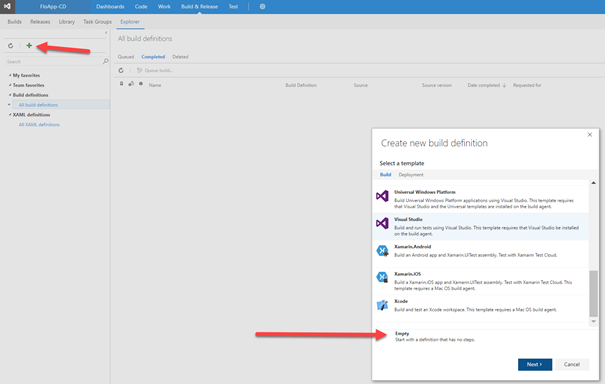 FloApp-CD Dashboards Code Work Build & Release Test
Builds Releases Library Task Groups Explorer
All build definitions
Queued Completed Deleted
Search
Queue build...
Name Build Definition Source Source version Date completed Requested for
My favorites
Team favorites
Build definitions
All build definitions
XAML definitions
All XAML definitions
Create new build definition
Select a template
Build Deployment
Universal Windows Platform
Build Universal Windows Platform applications using Visual Studio. This template requires
that Visual Studio and the Universal templates are installed on the build agent.
Visual Studio
Build and run tests using Visual Studio. This template requires that Visual Studio be installed
on the build agent.
Xamarin.Android
Build an Android app and Xamarin.UITest assembly. Test with Xamarin Test Cloud.
Xamarin.iOS
Build a Xamarin.iOS app and Xamarin.UITest assembly. Test with Xamarin Test Cloud. This
template requires a Mac OS build agent.
Xcode
Build and test an Xcode workspace. This template requires a Mac OS build agent.
Empty
Start with a definition that has no steps.
Next > Cancel